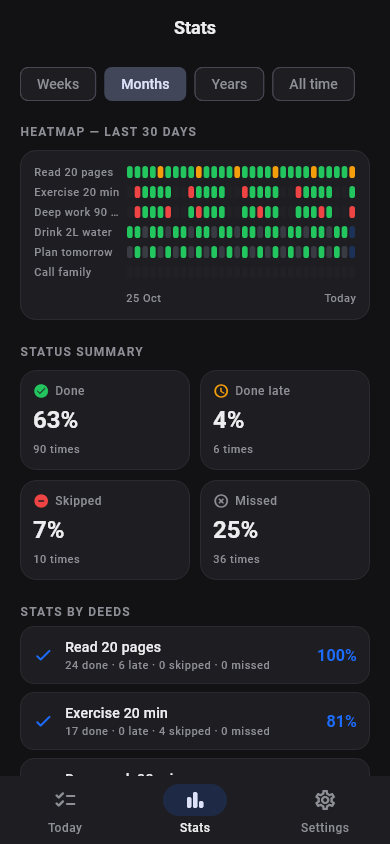 Stats
Weeks
Months
Years
All time
HEATMAP — LAST 30 DAYS
Read 20 pages
Exercise 20 min
Deep work 90 ...
Drink 2L water
Plan tomorrow
Call family
25 Oct
Today
STATUS SUMMARY
Done
63%
90 times
Done late
4%
6 times
Skipped
7%
10 times
Missed
25%
36 times
STATS BY DEEDS
Read 20 pages
24 done · 6 late · 0 skipped · 0 missed
100%
Exercise 20 min
17 done · 0 late · 4 skipped · 0 missed
81%
Today
Stats
Settings